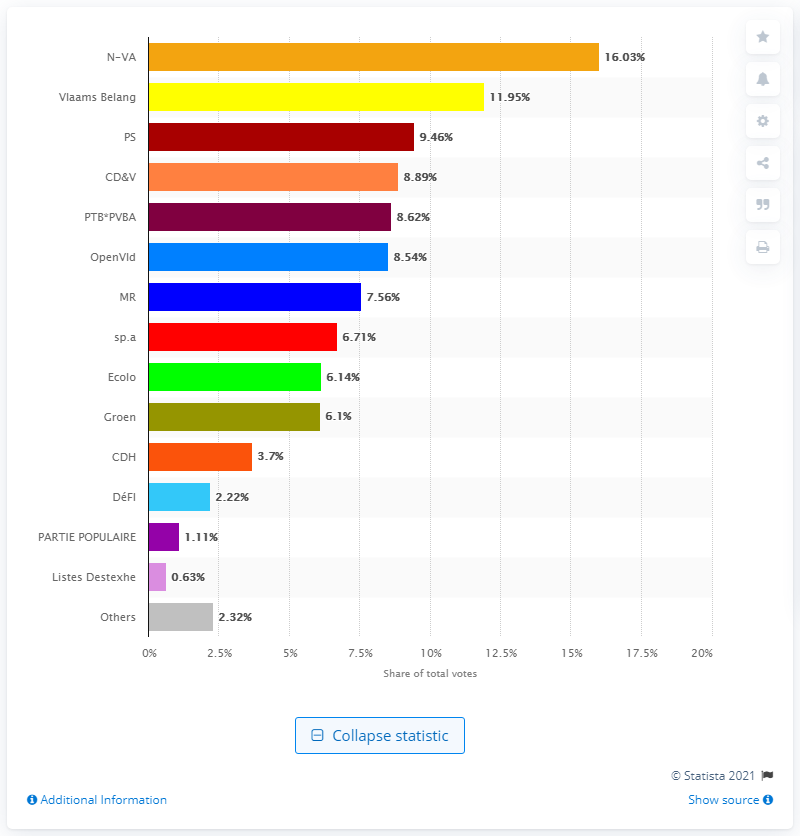 N-VA 16.03%
Vlaams Belang 11.95%
PS 9.46%
CD&V 8.89%
PTB*PVBA 8.62%
OpenVld 8.54%
MR 7.56%
sp.a 6.71%
Ecolo 6.14%
Groen 6.1%
CDH 3.7%
DéFI 2.22%
PARTIE POPULAIRE 1.11%
Listes Destexhe 0.63%
Others 2.32%
0% 2.5% 5% 7.5% 10% 12.5% 15% 17.5% 20%
Share of total votes
Collapse statistic
© Statista 2021
Additional Information Show source